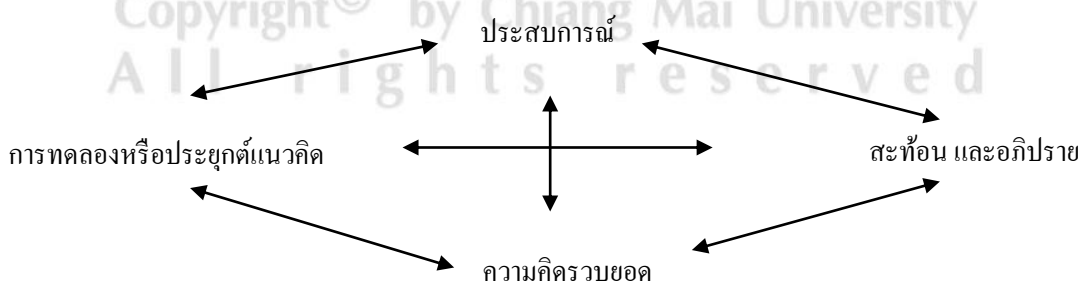 Copyright© by Chiang Mai University
ประสบการณ์
All rights reserved
การทดลองหรือประยุกต์แนวคิด
สะท้อน และอภิปราย
ความคิดรวบยอด